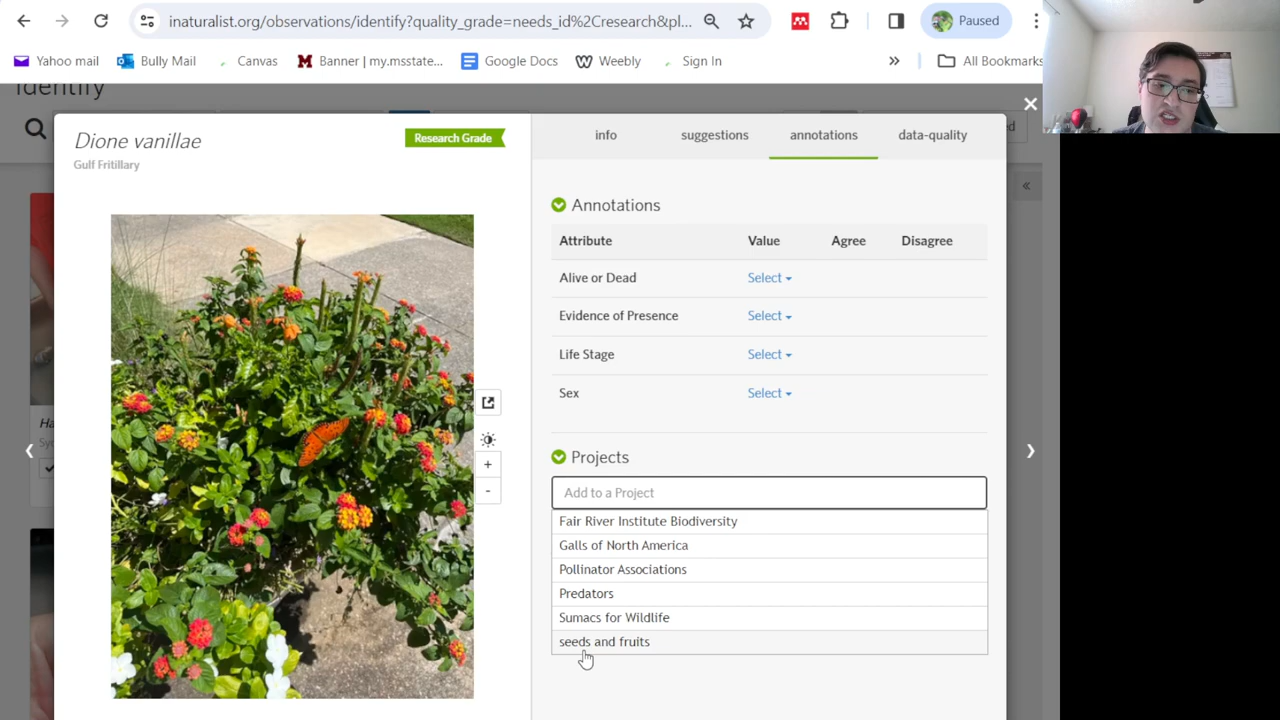 inaturalist.org/observations/identify?quality_grade=needs_id%2Cresearch&pl...
Paused
Yahoo mail
Bully Mail
Canvas
Banner | my.msstate...
Google Docs
Weebly
Sign In
»
All Bookmarks
Identify
Dione vanillae
Research Grade
Gulf Fritillary
info
suggestions
annotations
data-quality
Annotations
Attribute Value Agree Disagree
Alive or Dead Select
Evidence of Presence Select
Life Stage Select
Sex Select
Projects
Add to a Project
Fair River Institute Biodiversity
Galls of North America
Pollinator Associations
Predators
Sumacs for Wildlife
seeds and fruits